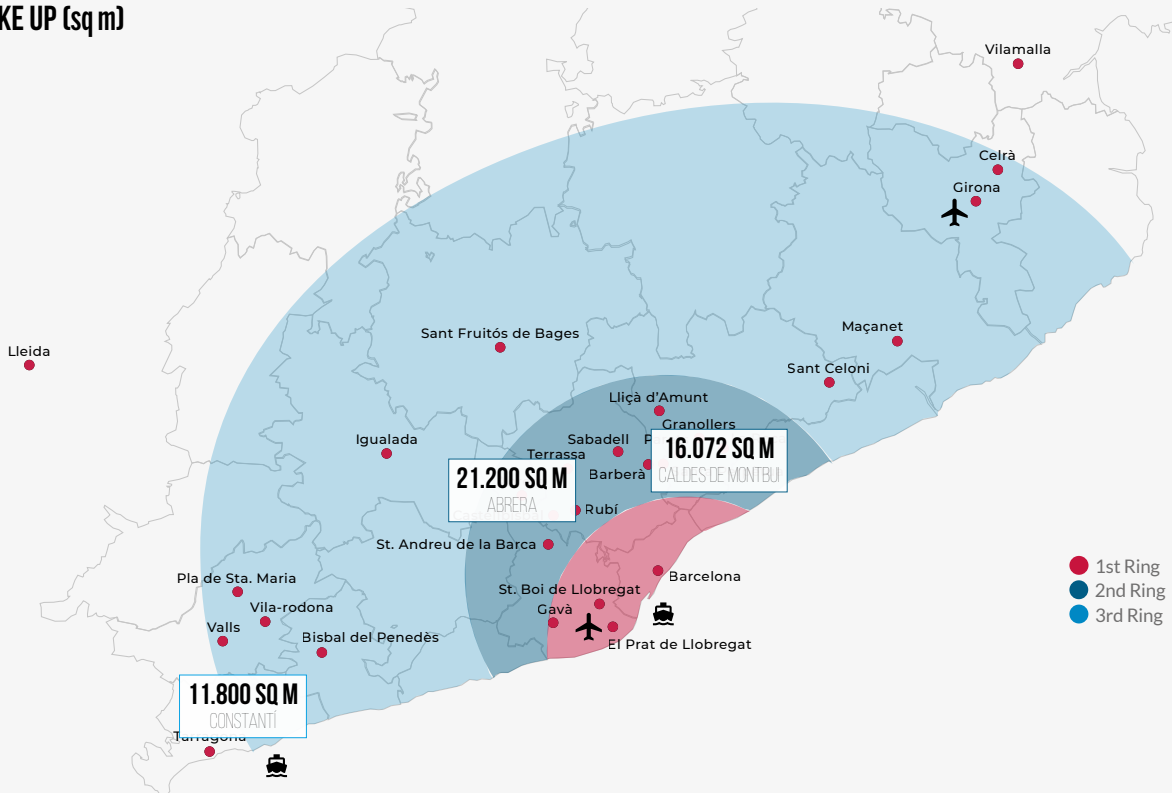 KE UP (sq m)
Vilamalla
Celrà
Girona
Maçanet
Sant Fruitós de Bages
Lleida
Sant Celoni
Lliçà d’Amunt
Granollers
Igualada
Sabadell
Terrassa
16.072 SQ M
CALDES DE MONTBUI
Barberà
21.200 SQ M
ABRERA
Rubí
St. Andreu de la Barca
Barcelona
1st Ring
2nd Ring
3rd Ring
Pla de Sta. Maria
St. Boi de Llobregat
Vila-rodona
Gavà
Valls
Bisbal del Penedès
El Prat de Llobregat
11.800 SQ M
CONSTANTÍ
Tarragona